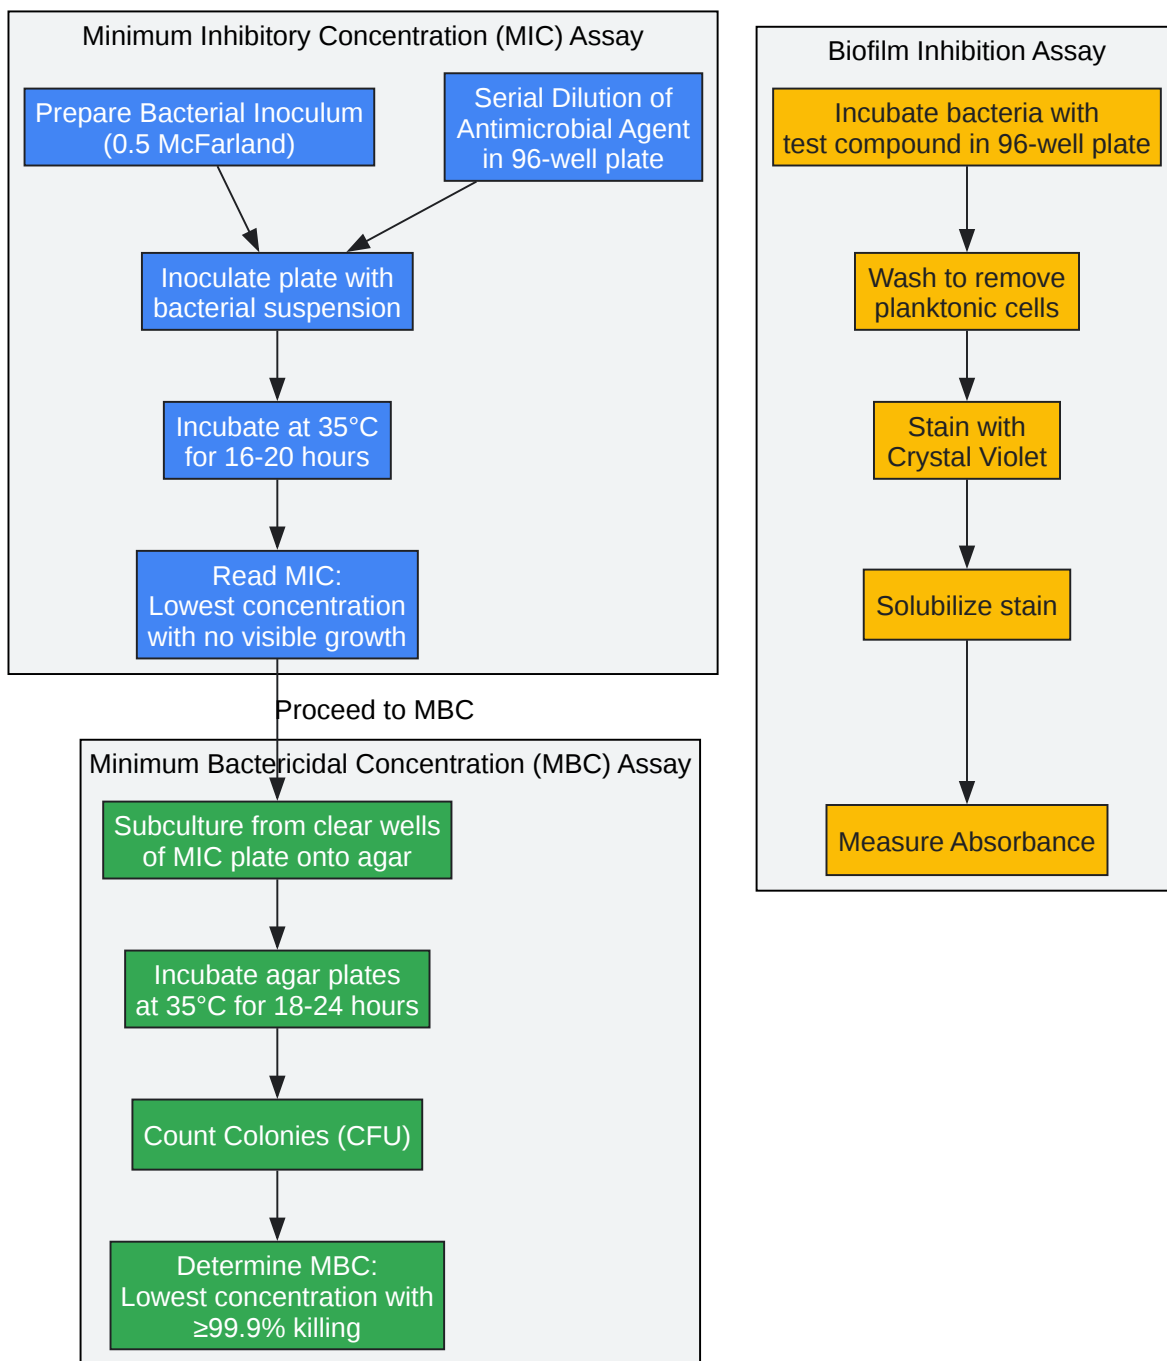 Minimum Inhibitory Concentration (MIC) Assay
Prepare Bacterial Inoculum
(0.5 McFarland)
Serial Dilution of
Antimicrobial Agent
in 96-well plate
Inoculate plate with
bacterial suspension
Incubate at 35°C
for 16-20 hours
Read MIC:
Lowest concentration
with no visible growth
Proceed to MBC
Minimum Bactericidal Concentration (MBC) Assay
Subculture from clear wells
of MIC plate onto agar
Incubate agar plates
at 35°C for 18-24 hours
Count Colonies (CFU)
Determine MBC:
Lowest concentration with
≥99.9% killing
Biofilm Inhibition Assay
Incubate bacteria with
test compound in 96-well plate
Wash to remove
planktonic cells
Stain with
Crystal Violet
Solubilize stain
Measure Absorbance